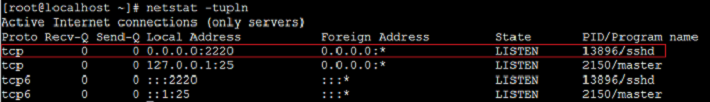 [root@localhost ~]# netstat -tupln
Active Internet connections (only servers)
Proto Recv-Q Send-Q Local Address           Foreign Address         State       PID/Program name
tcp        0      0 0.0.0.0:2220            0.0.0.0:*               LISTEN      13896/sshd
tcp        0      0 127.0.0.1:25            0.0.0.0:*               LISTEN      2150/master
tcp6       0      0 :::2220                 :::*                    LISTEN      13896/sshd
tcp6       0      0 ::1:25                  :::*                    LISTEN      2150/master